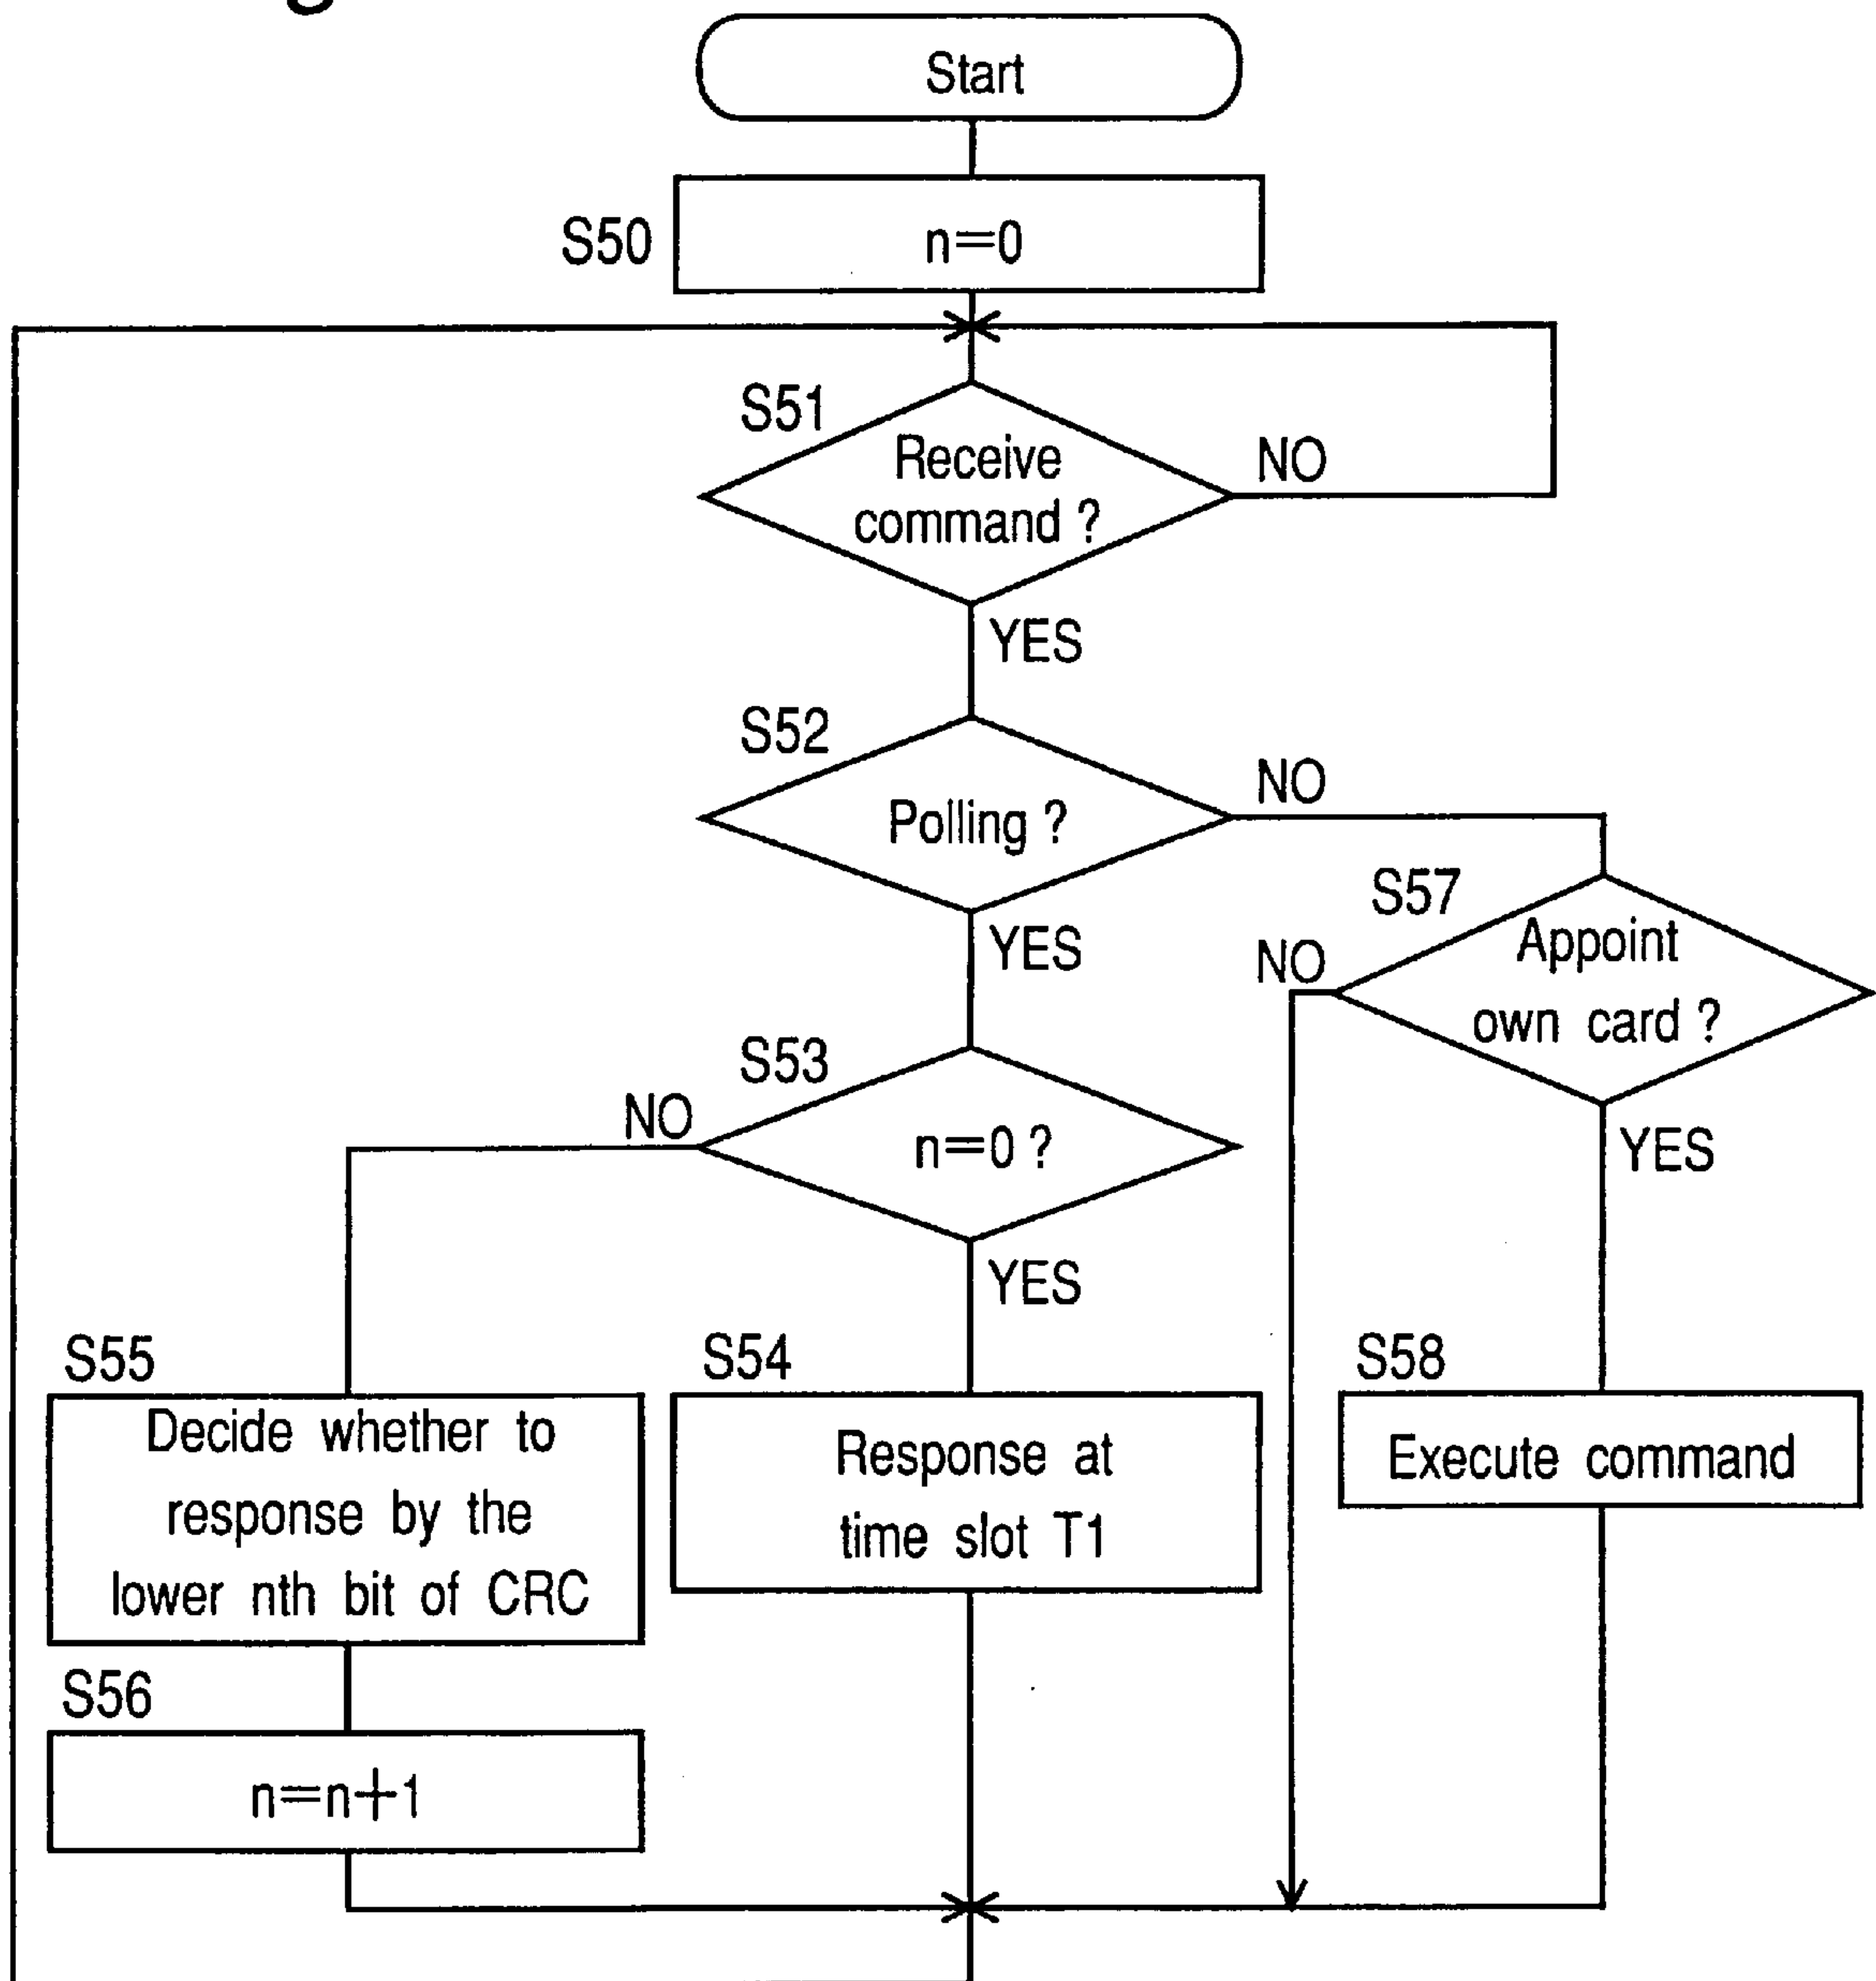 Start
S50
n=0
S51
Receive
command ?
NO
YES
S52
Polling ?
NO
YES
S57
Appoint
own card ?
NO
YES
S53
n=0 ?
NO
YES
S55
Decide whether to
response by the
lower nth bit of CRC
S54
Response at
time slot T1
S58
Execute command
S56
n=n+1